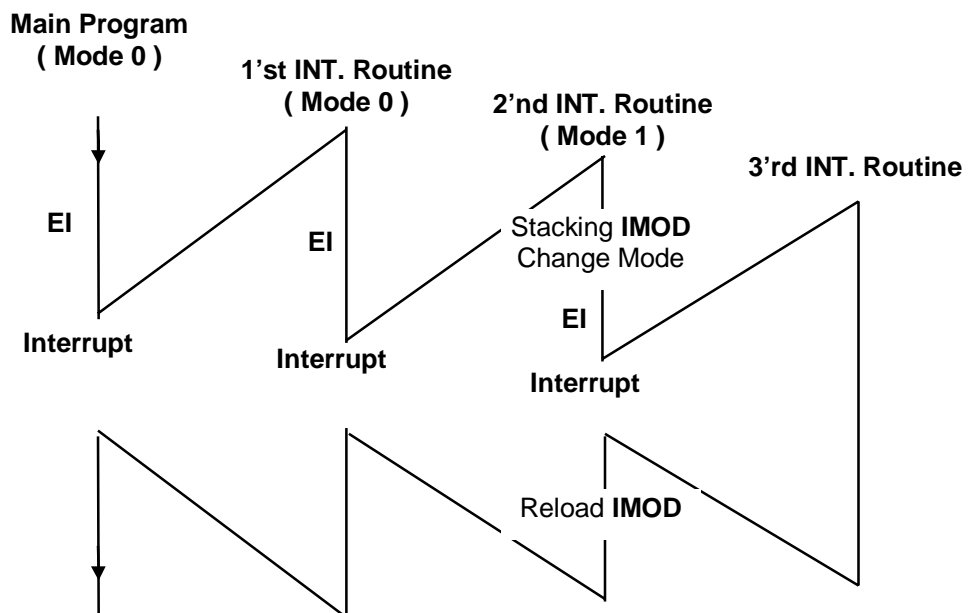 Main Program
( Mode 0 )
1'st INT. Routine
( Mode 0 )
2'nd INT. Routine
( Mode 1 )
3'rd INT. Routine
EI
EI
Stacking IMOD
Change Mode
EI
Interrupt
Interrupt
Interrupt
Reload IMOD